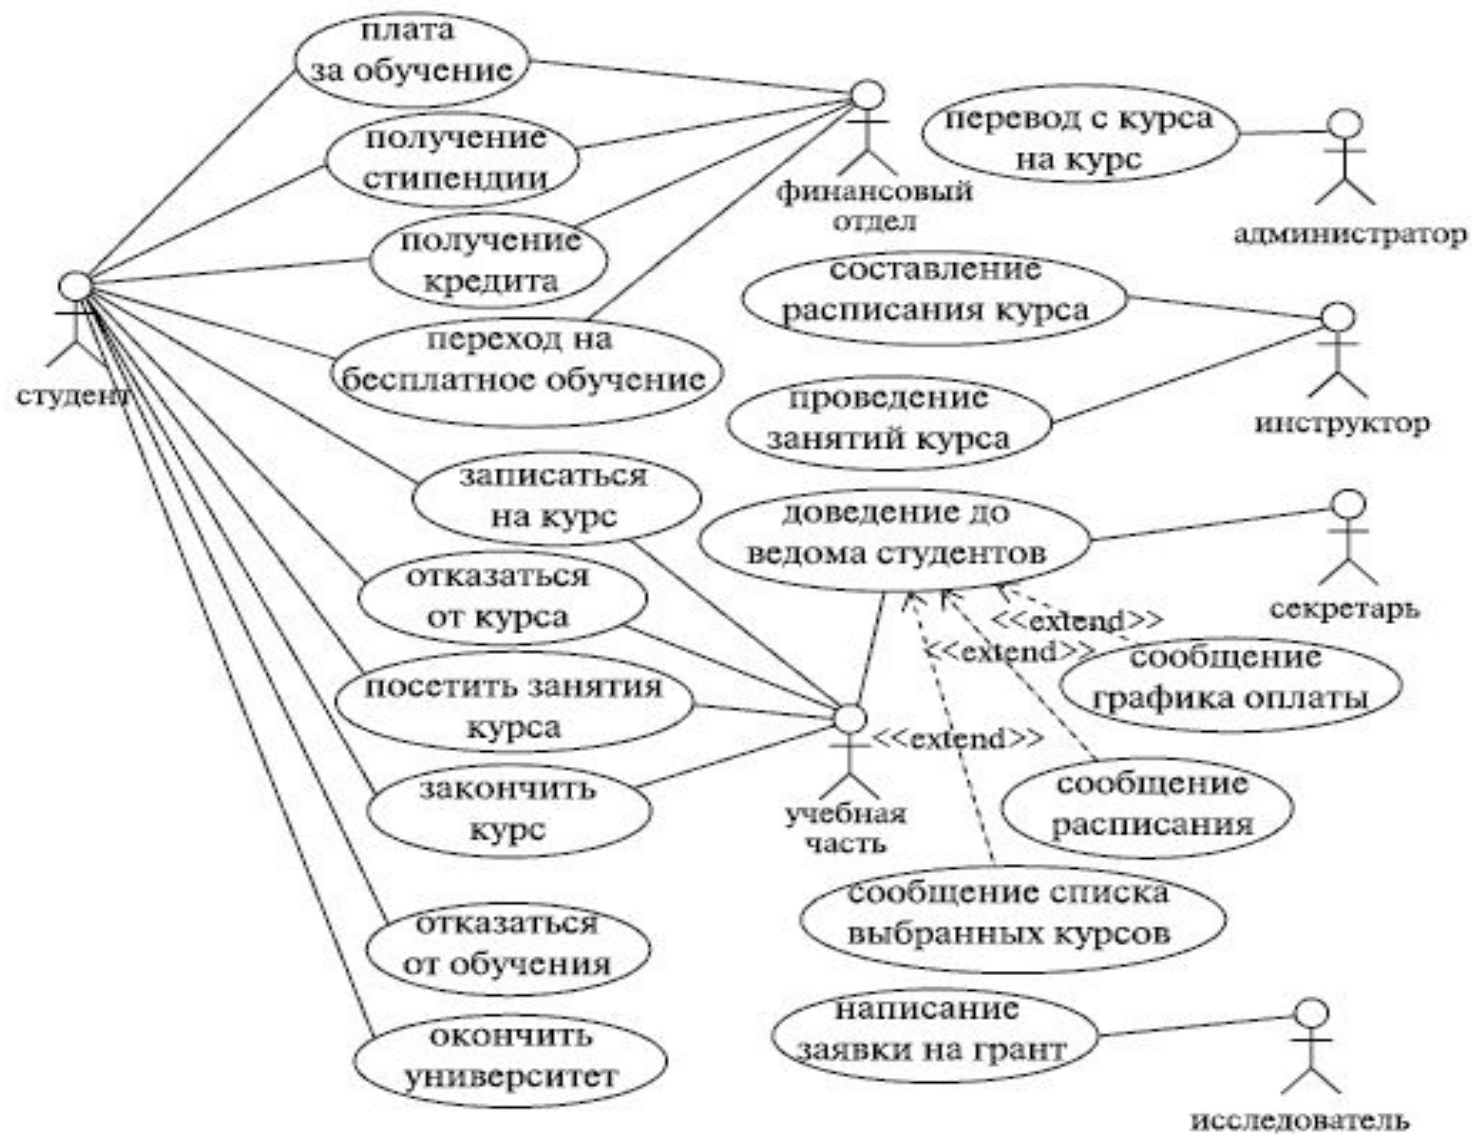 плата
за обучение
получение
стипендии
получение
кредита
переход на
бесплатное обучение
студент
записаться
на курс
отказаться
от курса
посетить занятия
курса
закончить
курс
отказаться
от обучения
окончить
университет
финансовый
отдел
перевод с курса
на курс
администратор
составление
расписания курса
проведение
занятий курса
инструктор
доведение до
ведома студентов
секретарь
<<extend>>
<<extend>>
<<extend>>
сообщение
графика оплаты
учебная
часть
сообщение
расписания
сообщение списка
выбранных курсов
написание
заявки на грант
исследователь